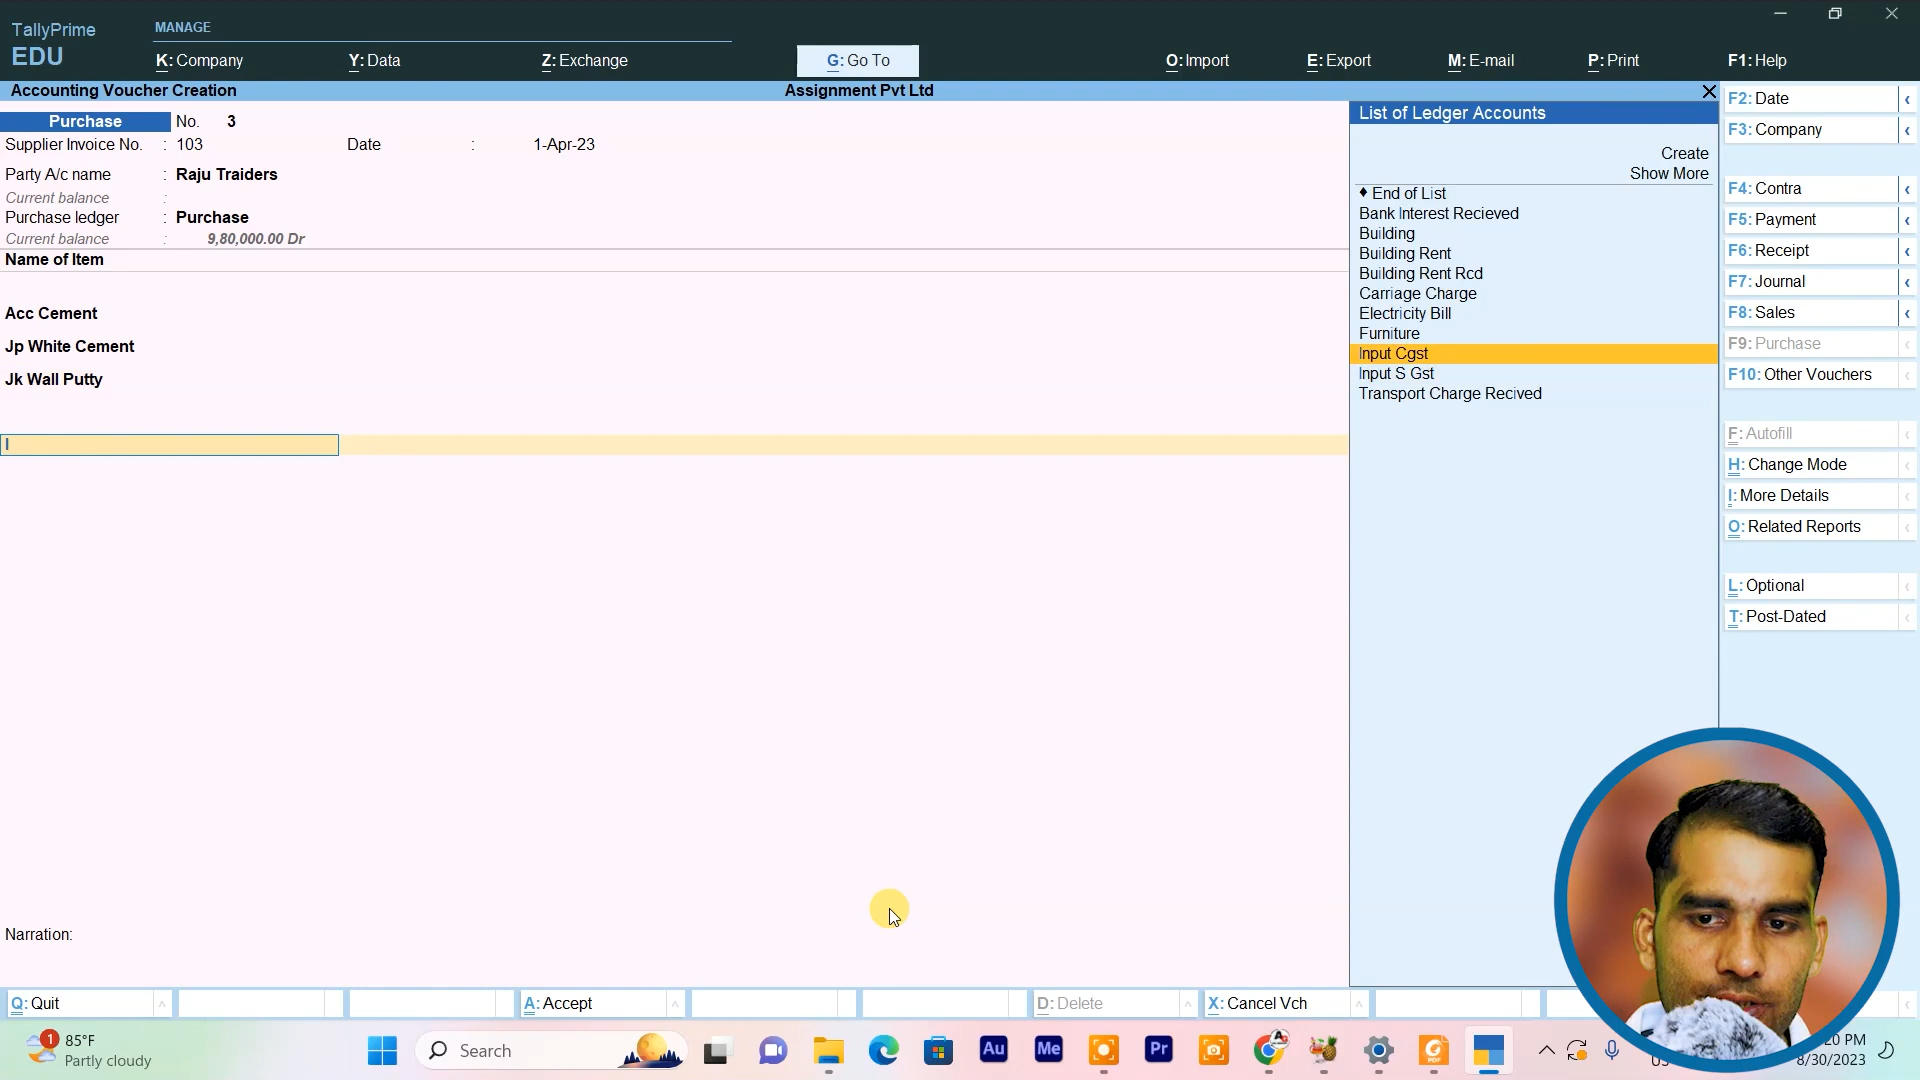 TallyPrime
EDU
MANAGE
K: Company
Y: Data
Z: Exchange
G: Go To
O: Import
E: Export
M: E-mail
P: Print
F1: Help
Accounting Voucher Creation
Assignment Pvt Ltd
Purchase No. 3
Supplier Invoice No. : 103 Date : 1-Apr-23
Party A/c name : Raju Traiders
Current balance :
Purchase ledger : Purchase
Current balance : 9,80,000.00 Dr
Name of Item
Acc Cement
Jp White Cement
Jk Wall Putty
I
Narration:
List of Ledger Accounts
Create
Show More
♦ End of List
Bank Interest Recieved
Building
Building Rent
Building Rent Rcd
Carriage Charge
Electricity Bill
Furniture
Input Cgst
Input S Gst
Transport Charge Recived
F2: Date
F3: Company
F4: Contra
F5: Payment
F6: Receipt
F7: Journal
F8: Sales
F9: Purchase
F10: Other Vouchers
F: Autofill
H: Change Mode
I: More Details
O: Related Reports
L: Optional
T: Post-Dated
Q: Quit
A: Accept
D: Delete
X: Cancel Vch
1
85°F
Partly cloudy
Search
Au
Me
Pr
20 PM
8/30/2023